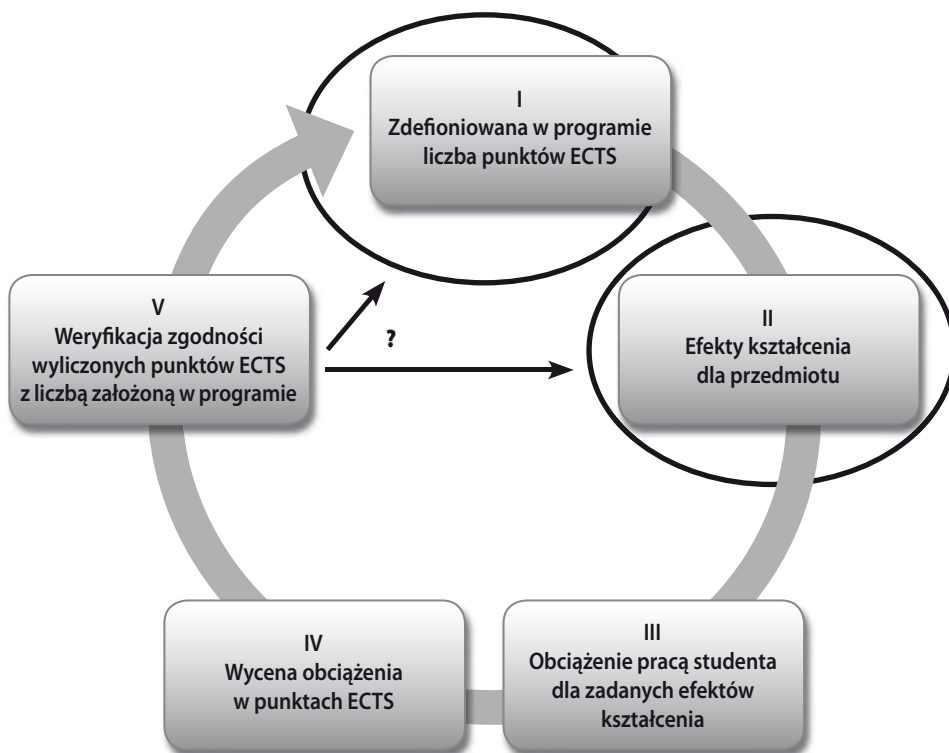 I
Zdefioniowana w programie
liczba punktów ECTS
II
Efekty kształcenia
dla przedmiotu
III
Obciążenie pracą studenta
dla zadanych efektów
kształcenia
IV
Wycena obciążenia
w punktach ECTS
V
Weryfikacja zgodności
wyliczonych punktów ECTS
z liczbą założoną w programie
?